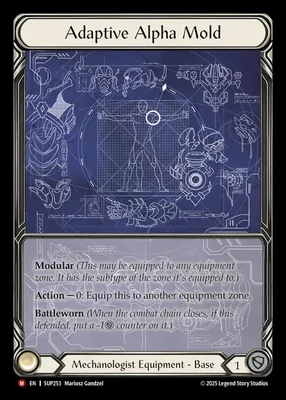 Adaptive Alpha Mold
Modular (This may be equipped to any equipment
zone. It has the subtype of the zone it's equipped to.)
Action — 0: Equip this to another equipment zone.
Battleworn (When the combat chain closes, if this
defended, put a -1 counter on it.)
Mechanologist Equipment - Base
1
M EN | SUP253 Mariusz Gandzel
© 2025 Legend Story Studios